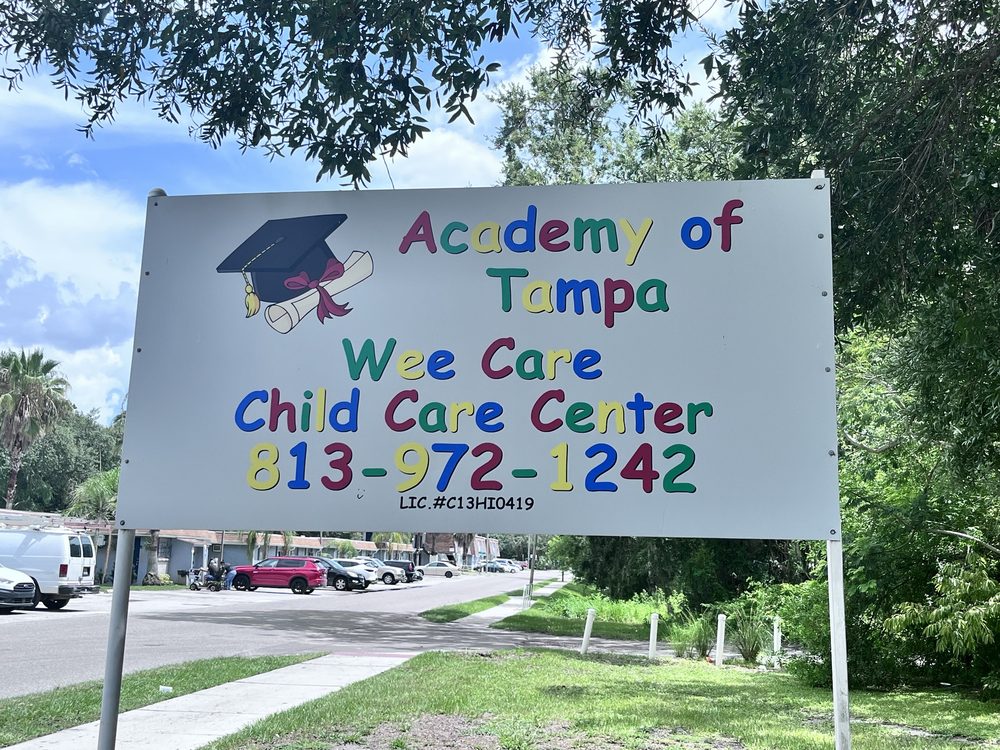 Academy of
Tampa
Wee Care
Child Care Center
813-972-1242
LIC.#C13HI0419